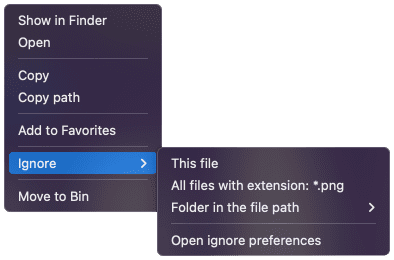 Show in Finder
Open
Copy
Copy path
Add to Favorites
Ignore
Move to Bin
This file
All files with extension: *.png
Folder in the file path
Open ignore preferences